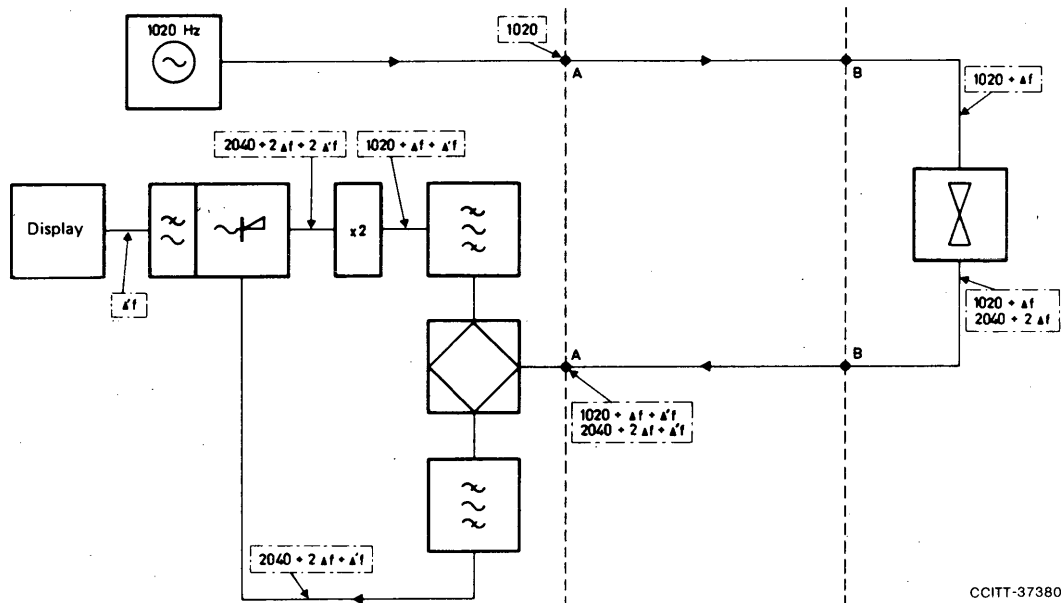 1020 Hz
1020
A
B
1020 + Δf
2040 + 2 Δf + 2 Δ'f
1020 + Δf + Δ'f
Display
x 2
Δ'f
1020 + Δf
2040 + 2 Δf
A
B
1020 + Δf + Δ'f
2040 + 2 Δf + Δ'f
2040 + 2 Δf + Δ'f
CCITT-37380